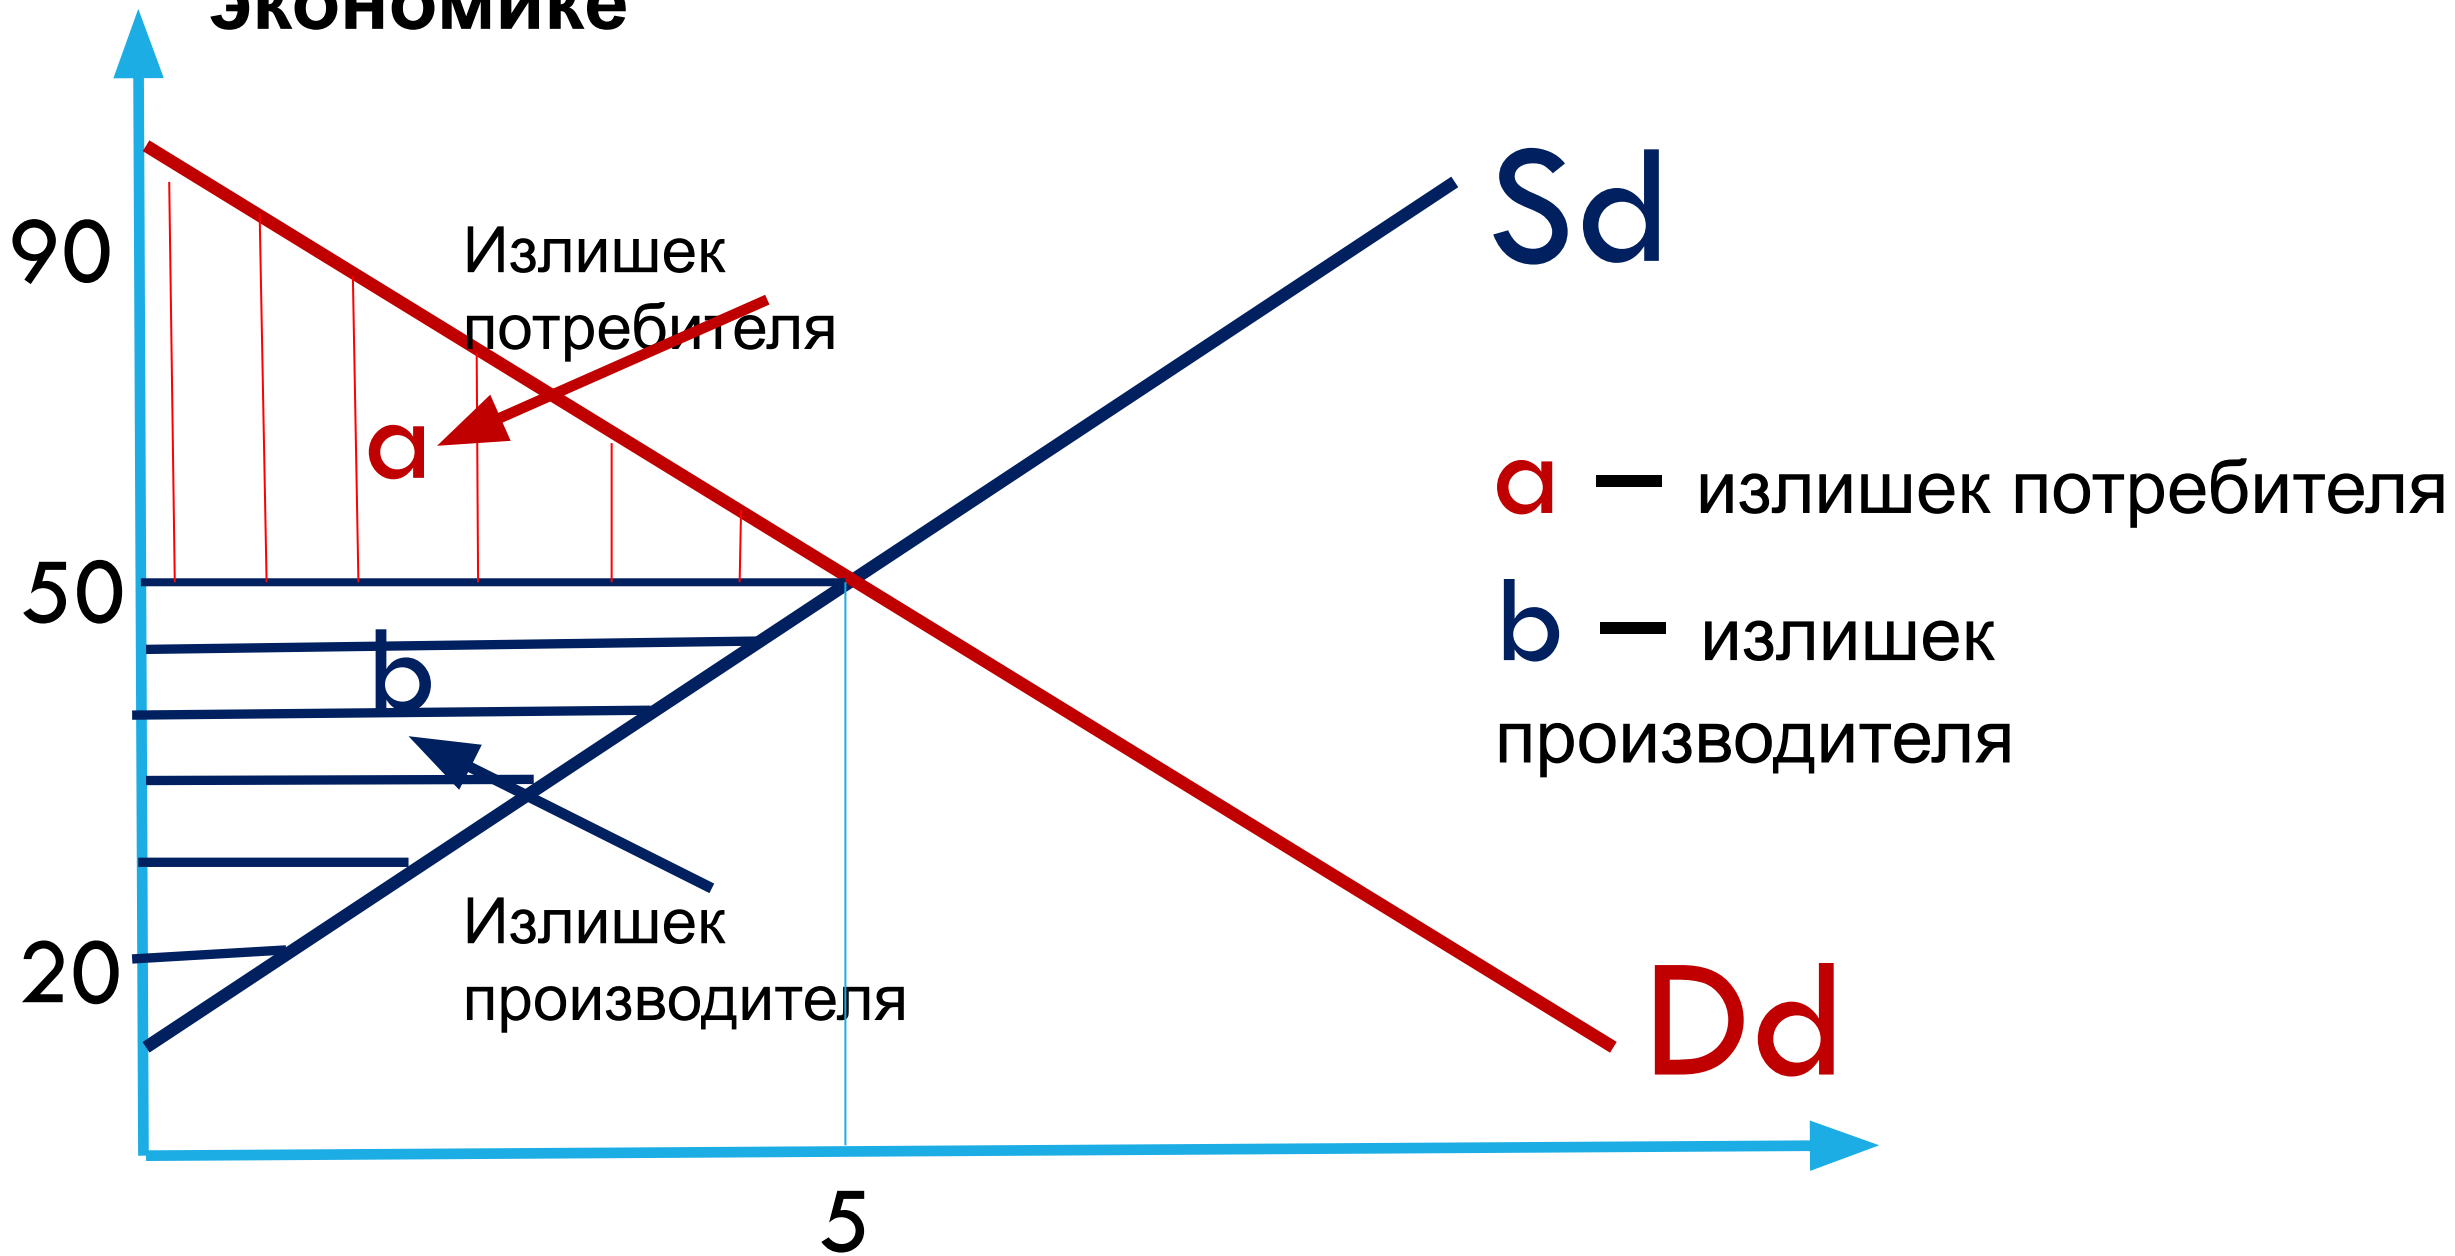 экономике
90
Излишек
потребителя
a
50
b
20
Излишек
производителя
5
Sd
a — излишек потребителя
b — излишек
производителя
Dd